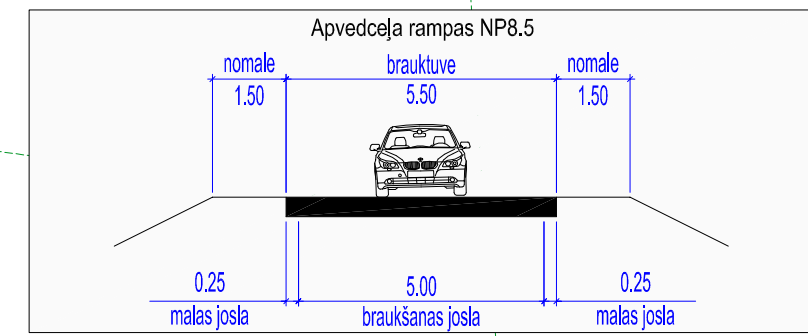 Apvedceļa rampas NP8.5
nomale brauktuve nomale
1.50 5.50 1.50
0.25 5.00 0.25
malas josla braukšanas josla malas josla